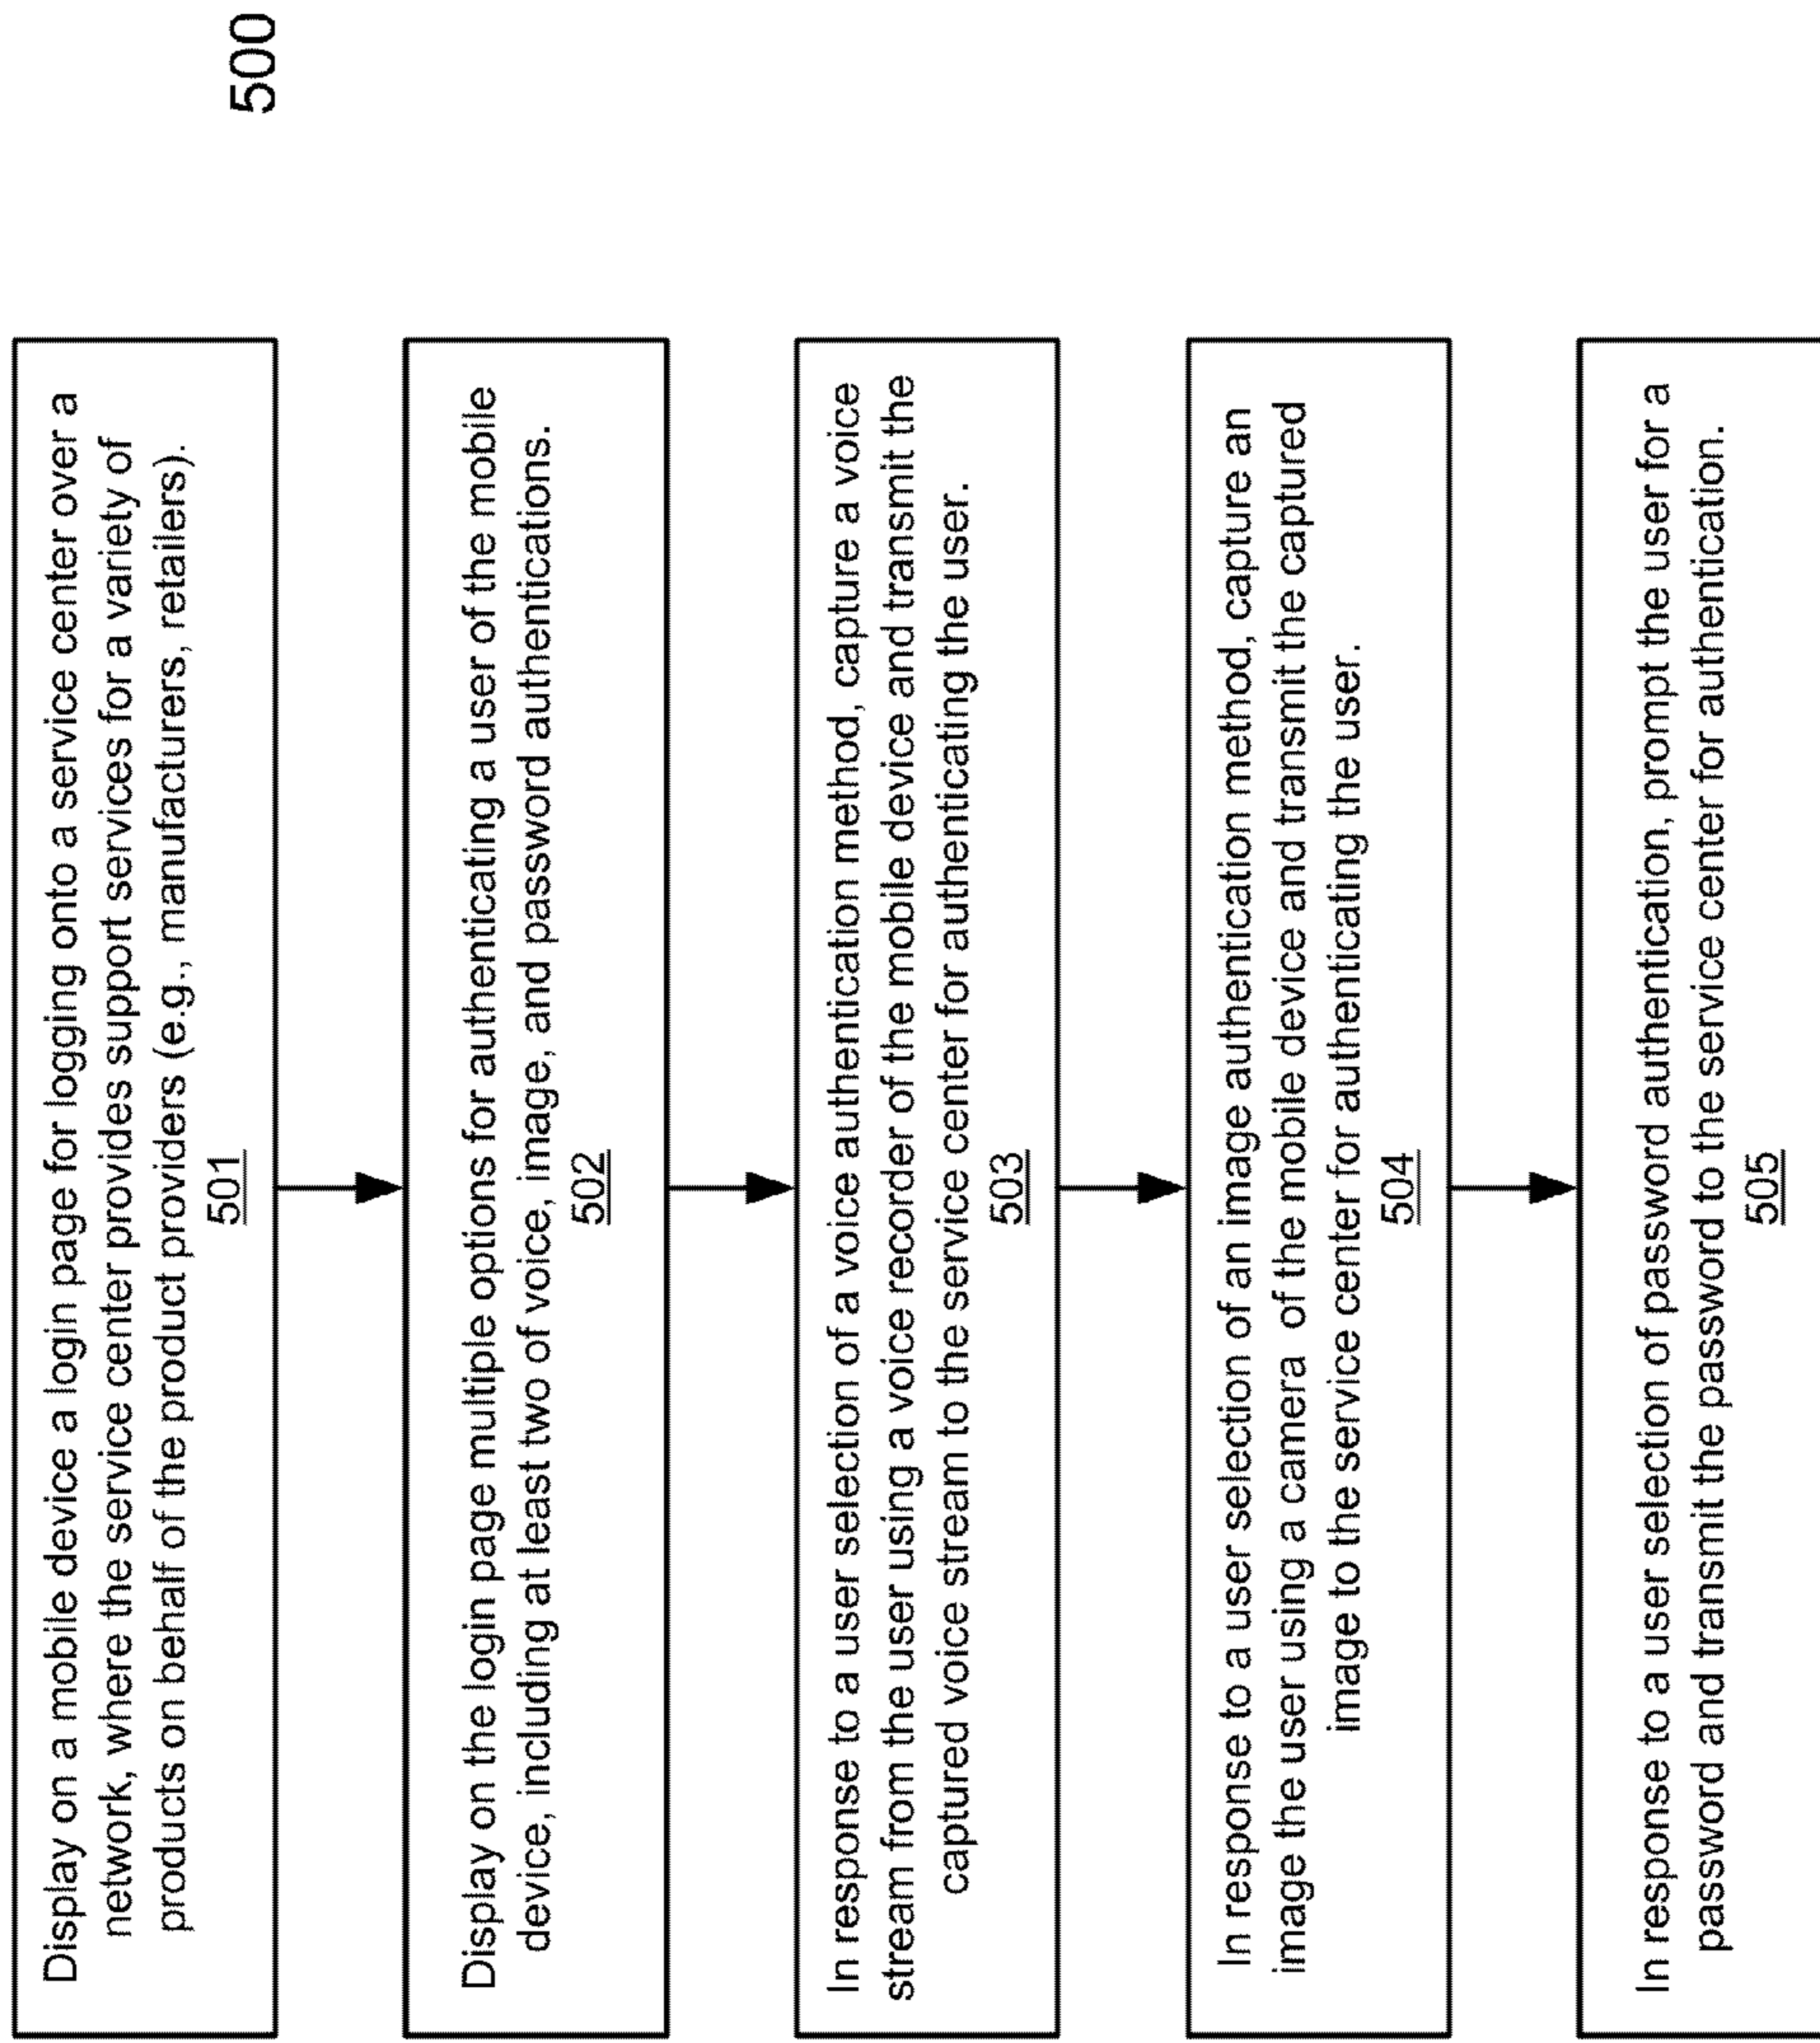 500
Display on a mobile device a login page for logging onto a service center over a
network, where the service center provides support services for a variety of
products on behalf of the product providers (e.g., manufacturers, retailers).
501
Display on the login page multiple options for authenticating a user of the mobile
device, including at least two of voice, image, and password authentications.
502
In response to a user selection of a voice authentication method, capture a voice
stream from the user using a voice recorder of the mobile device and transmit the
captured voice stream to the service center for authenticating the user.
503
In response to a user selection of an image authentication method, capture an
image the user using a camera of the mobile device and transmit the captured
image to the service center for authenticating the user.
504
In response to a user selection of password authentication, prompt the user for a
password and transmit the password to the service center for authentication.
505